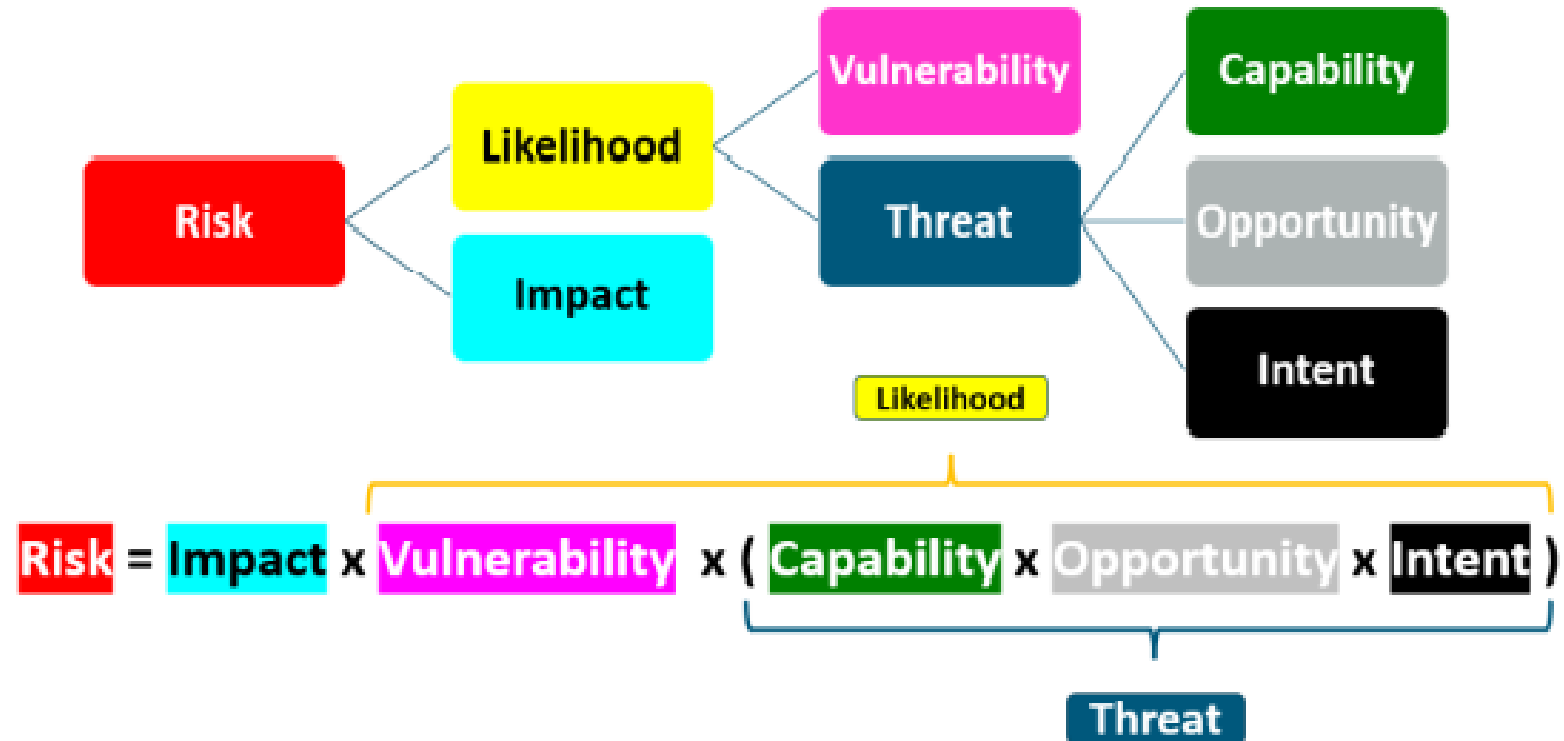 Vulnerability
Capability
Likelihood
Risk
Threat
Opportunity
Impact
Intent
Likelihood
Risk = Impact x Vulnerability x ( Capability x Opportunity x Intent )
Threat